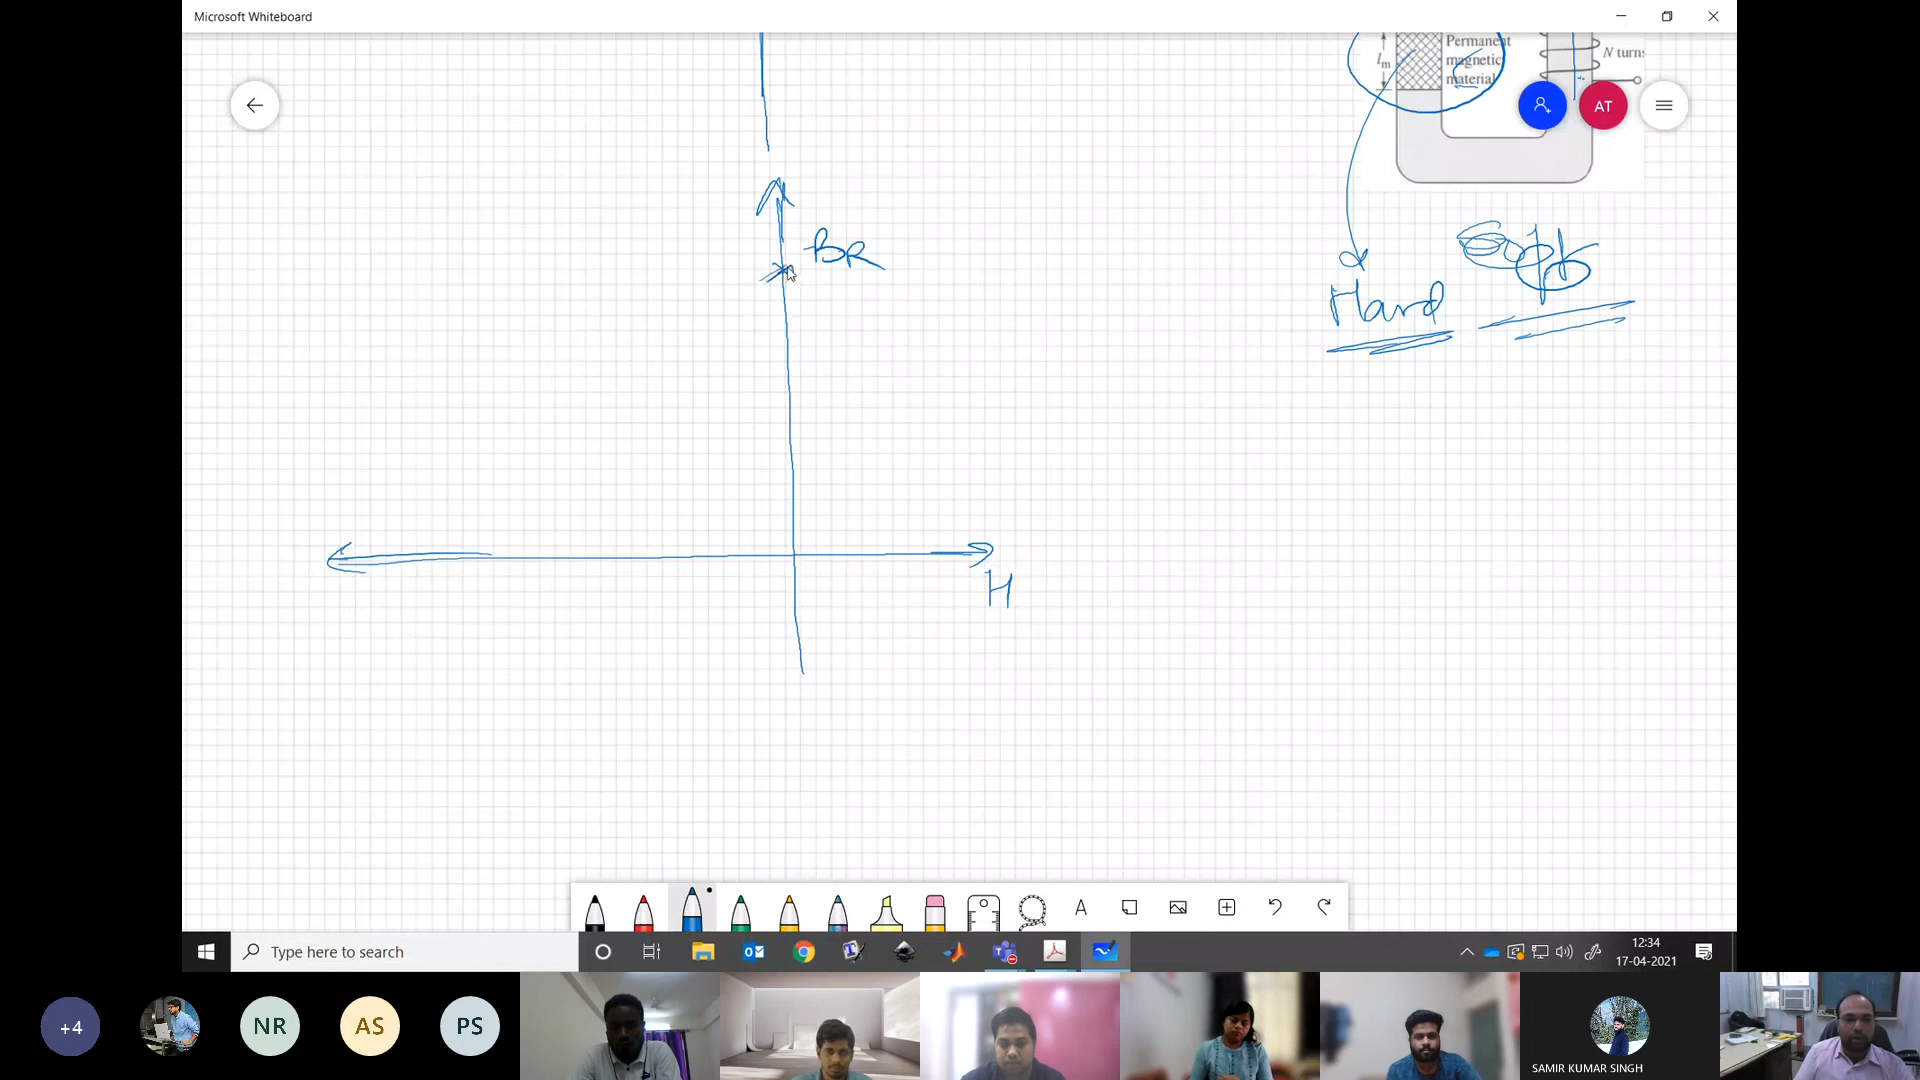 Microsoft Whiteboard
Permanent
magnetic
material
lm
N turns
AT
BR
Soft
Hard
H
A
Type here to search
12:34
17-04-2021
+4
NR
AS
PS
SAMIR KUMAR SINGH